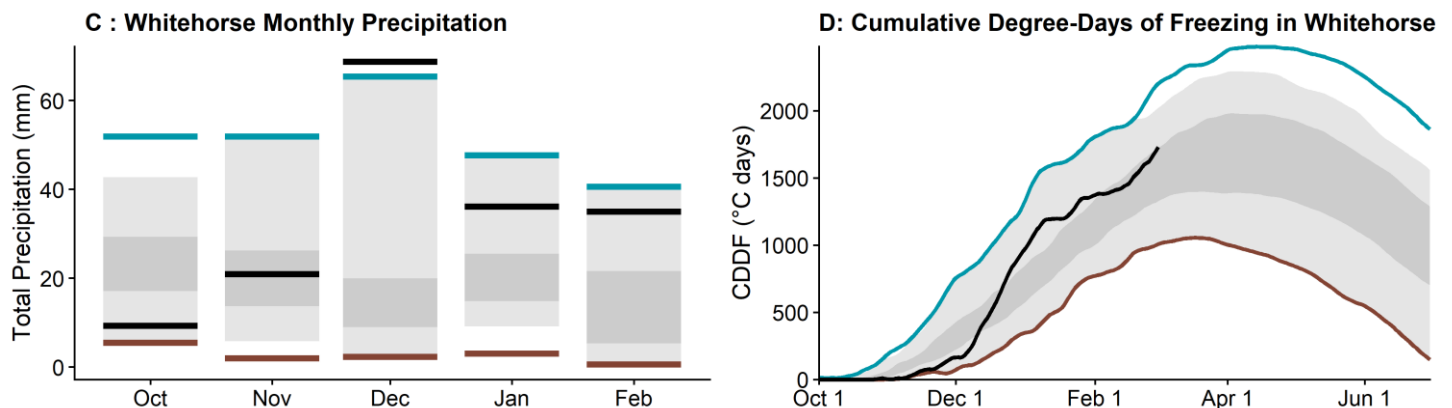 C : Whitehorse Monthly Precipitation
Total Precipitation (mm)
60
40
20
0
Oct Nov Dec Jan Feb
D: Cumulative Degree-Days of Freezing in Whitehorse
CDDF (°C days)
2000
1500
1000
500
0
Oct 1 Dec 1 Feb 1 Apr 1 Jun 1